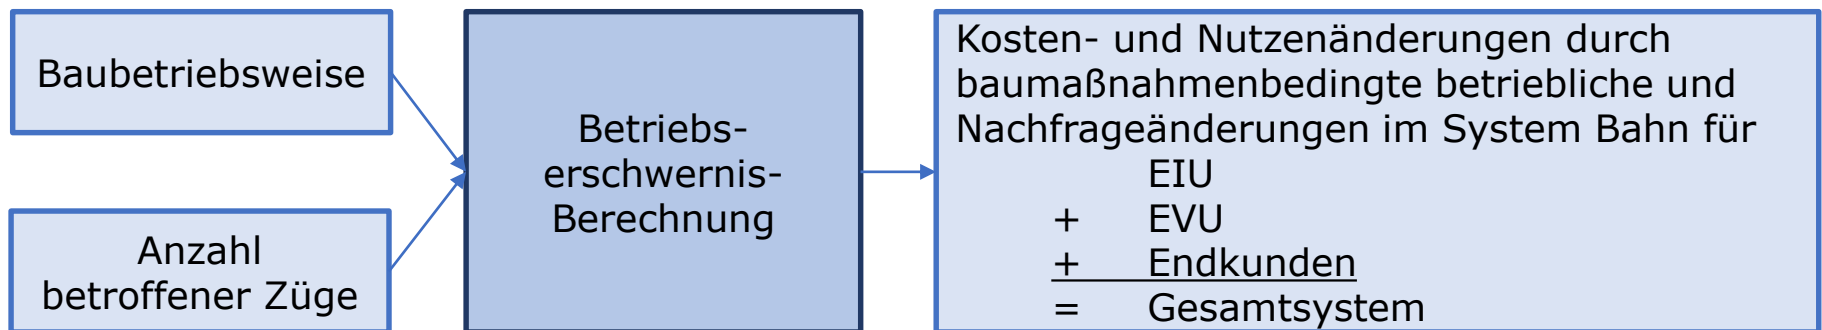 Baubetriebsweise
Anzahl
betroffener Züge
Betriebs-
erschwernis-
Berechnung
Kosten- und Nutzenänderungen durch
baumaßnahmenbedingte betriebliche und
Nachfrageänderungen im System Bahn für
EIU
+ EVU
+ Endkunden
= Gesamtsystem